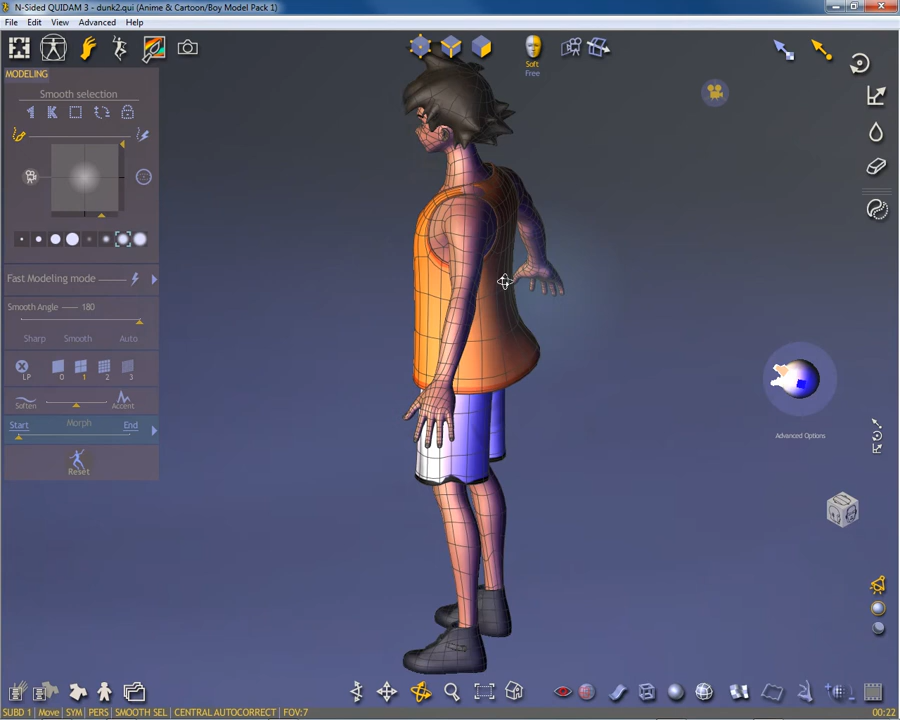 N-Sided QUIDAM 3 - dunk2.qui (Anime & Cartoon/Boy Model Pack 1)
File Edit View Advanced Help
Soft
Free
MODELING
Smooth selection
Fast Modeling mode
Smooth Angle 180
Sharp Smooth Auto
LP 0 1 2 3
Soften Accent
Start Morph End
Reset
Advanced Options
SUBD 1 Move SYM PERS SMOOTH SEL CENTRAL AUTOCORRECT FOV:7 00:22